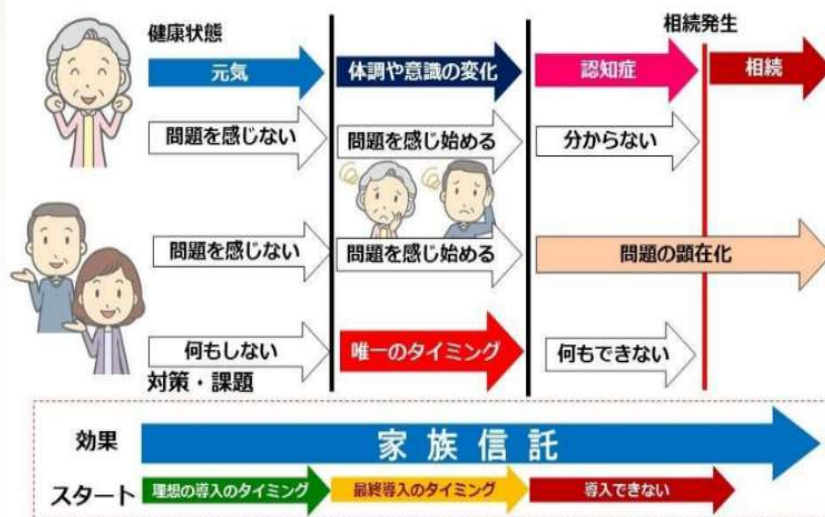 健康状態
相続発生
元気
体調や意識の変化
認知症
相続
問題を感じない
問題を感じ始める
分からない
問題を感じない
問題を感じ始める
問題の顕在化
何もしない
唯一のタイミング
何もできない
対策・課題
効果
家族信託
スタート
理想の導入のタイミング
最終導入のタイミング
導入できない